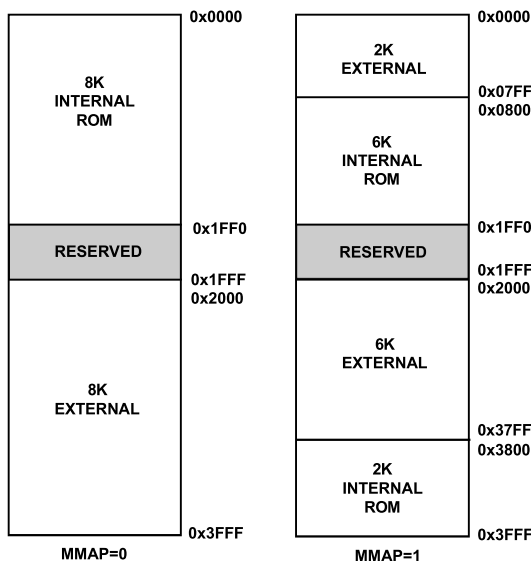 0x0000
8K
INTERNAL
ROM
0x1FF0
RESERVED
0x1FFF
0x2000
8K
EXTERNAL
0x3FFF
MMAP=0
0x0000
2K
EXTERNAL
0x07FF
0x0800
6K
INTERNAL
ROM
0x1FF0
RESERVED
0x1FFF
0x2000
6K
EXTERNAL
0x37FF
0x3800
2K
INTERNAL
ROM
0x3FFF
MMAP=1